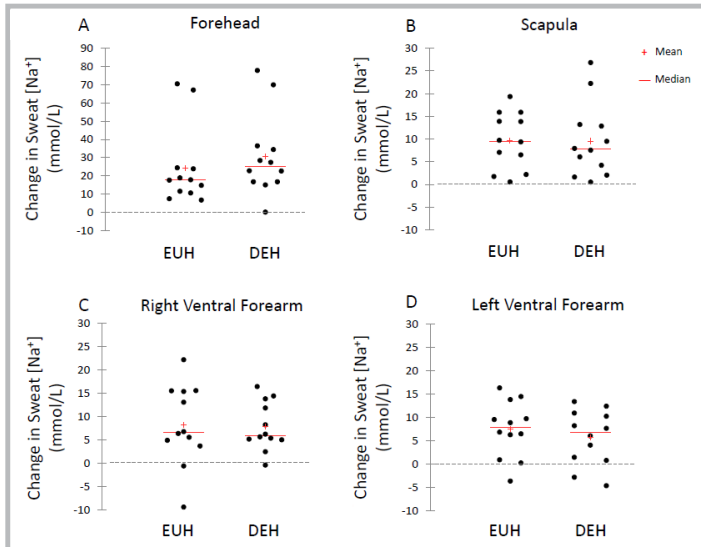 A Forehead
Change in Sweat [Na⁺]
(mmol/L)
90
80
70
60
50
40
30
20
10
0
-10
EUH DEH
B Scapula
Change in Sweat [Na⁺]
(mmol/L)
30
25
20
15
10
5
0
-5
-10
EUH DEH
Mean
Median
C Right Ventral Forearm
Change in Sweat [Na⁺]
(mmol/L)
30
25
20
15
10
5
0
-5
-10
EUH DEH
D Left Ventral Forearm
Change in Sweat [Na⁺]
(mmol/L)
30
25
20
15
10
5
0
-5
-10
EUH DEH